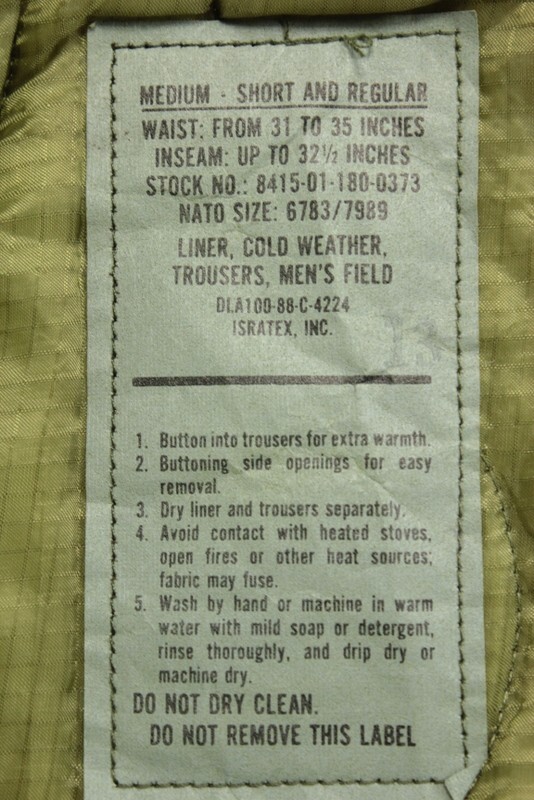 MEDIUM - SHORT AND REGULAR
WAIST: FROM 31 TO 35 INCHES
INSEAM: UP TO 32½ INCHES
STOCK NO.: 8415-01-180-0373
NATO SIZE: 6783/7989
LINER, COLD WEATHER,
TROUSERS, MEN'S FIELD
DLA100-88-C-4224
ISRATEX, INC.
13
1. Button into trousers for extra warmth.
2. Buttoning side openings for easy
removal.
3. Dry liner and trousers separately.
4. Avoid contact with heated stoves,
open fires or other heat sources;
fabric may fuse.
5. Wash by hand or machine in warm
water with mild soap or detergent,
rinse thoroughly, and drip dry or
machine dry.
DO NOT DRY CLEAN.
DO NOT REMOVE THIS LABEL